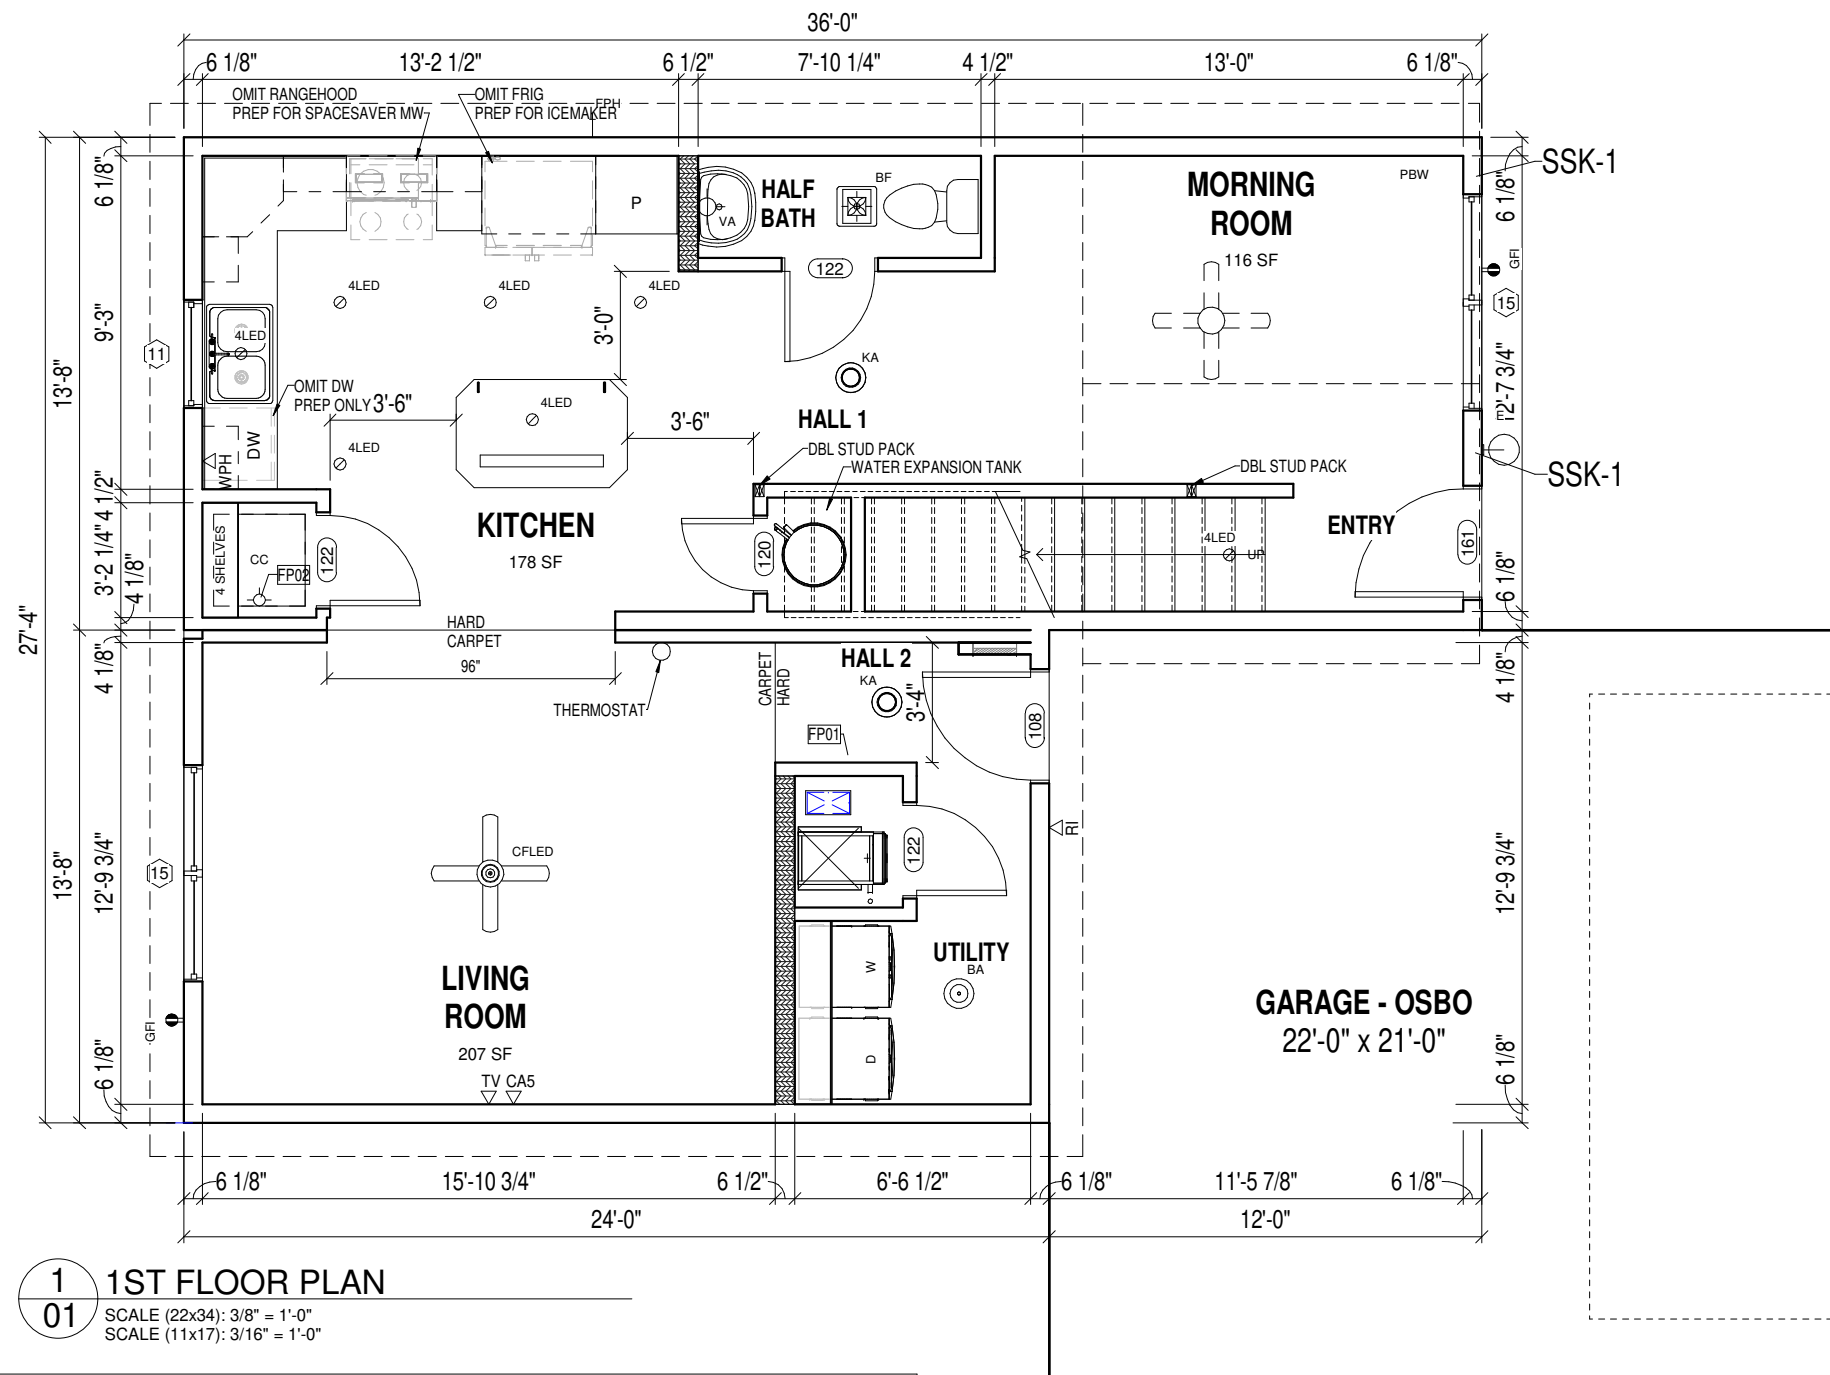 36'-0"
6 1/8" 13'-2 1/2" 6 1/2" 7'-10 1/4" 4 1/2" 13'-0" 6 1/8"
OMIT RANGEHOOD
PREP FOR SPACESAVER MW
OMIT FRIG
PREP FOR ICEMAKER
FPH
SSK-1
6 1/8"
P
VA
HALF
BATH
BF
122
MORNING
ROOM
116 SF
PBW
6 1/8"
GFI
15
4LED
4LED
4LED
3'-0"
9'-3"
11
4LED
KA
12'-7 3/4"
E
13'-8"
OMIT DW
PREP ONLY
3'-6"
4LED
3'-6"
HALL 1
DBL STUD PACK
WATER EXPANSION TANK
DBL STUD PACK
SSK-1
4LED
DW
WPH
4 1/2"
KITCHEN
178 SF
ENTRY
161
4LED
UP
120
4 SHELVES
CC
FP02
122
3'-2 1/4"
4 1/8"
6 1/8"
27'-4"
HARD
CARPET
96"
4 1/8"
THERMOSTAT
CARPET
HARD
HALL 2
KA
3'-4"
FP01
108
4 1/8"
RI
13'-8"
12'-9 3/4"
15
CFLED
122
12'-9 3/4"
LIVING
ROOM
207 SF
UTILITY
BA
W
D
GARAGE - OSBO
22'-0" x 21'-0"
GFI
6 1/8"
TV CA5
6 1/8"
6 1/8" 15'-10 3/4" 6 1/2" 6'-6 1/2" 6 1/8" 11'-5 7/8" 6 1/8"
24'-0" 12'-0"
1
01
1ST FLOOR PLAN
SCALE (22x34): 3/8" = 1'-0"
SCALE (11x17): 3/16" = 1'-0"